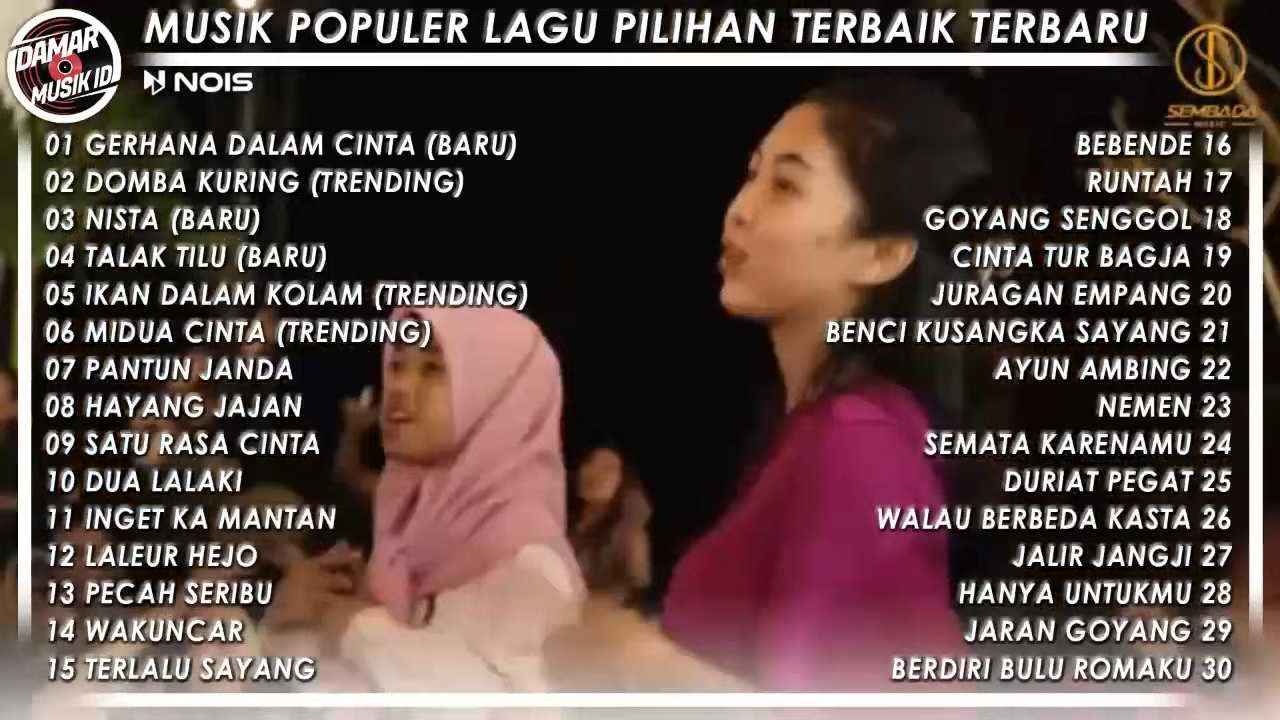 DAMAR
MUSIK ID
MUSIK POPULER LAGU PILIHAN TERBAIK TERBARU
NOIS
SEMBADA
MUSIC
01 GERHANA DALAM CINTA (BARU)
02 DOMBA KURING (TRENDING)
03 NISTA (BARU)
04 TALAK TILU (BARU)
05 IKAN DALAM KOLAM (TRENDING)
06 MIDUA CINTA (TRENDING)
07 PANTUN JANDA
08 HAYANG JAJAN
09 SATU RASA CINTA
10 DUA LALAKI
11 INGET KA MANTAN
12 LALEUR HEJO
13 PECAH SERIBU
14 WAKUNCAR
15 TERLALU SAYANG
BEBENDE 16
RUNTAH 17
GOYANG SENGGOL 18
CINTA TUR BAGJA 19
JURAGAN EMPANG 20
BENCI KUSANGKA SAYANG 21
AYUN AMBING 22
NEMEN 23
SEMATA KARENAMU 24
DURIAT PEGAT 25
WALAU BERBEDA KASTA 26
JALIR JANGJI 27
HANYA UNTUKMU 28
JARAN GOYANG 29
BERDIRI BULU ROMAKU 30